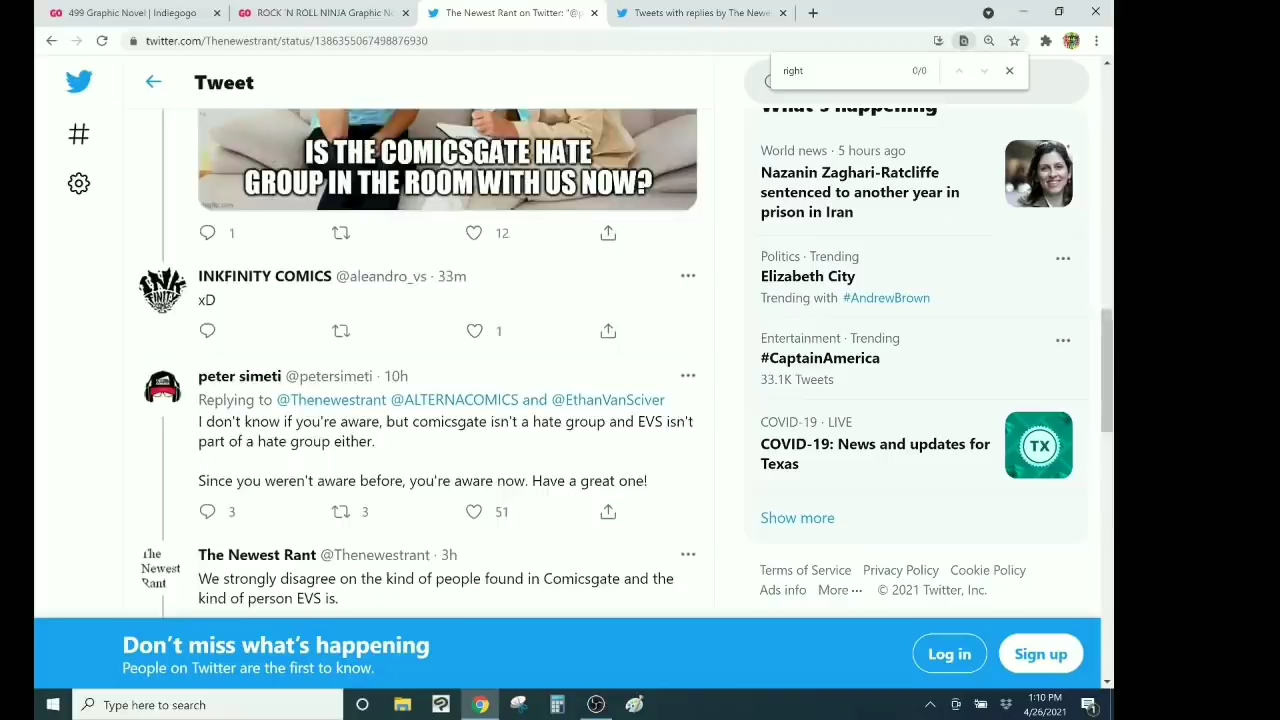 499 Graphic Novel | Indiegogo
ROCK 'N ROLL NINJA Graphic N
The Newest Rant on Twitter: "@p
Tweets with replies by The Newe
twitter.com/Thenewestrant/status/1386355067498876930
right
0/0
Tweet
What's happening
IS THE COMICSGATE HATE
GROUP IN THE ROOM WITH US NOW?
imgflip.com
1
12
INKFINITY COMICS @aleandro_vs · 33m
xD
1
peter simeti @petersimeti · 10h
Replying to @Thenewestrant @ALTERNACOMICS and @EthanVanSciver
I don't know if you're aware, but comicsgate isn't a hate group and EVS isn't
part of a hate group either.
Since you weren't aware before, you're aware now. Have a great one!
3
3
51
The
Newest
Rant
The Newest Rant @Thenewestrant · 3h
We strongly disagree on the kind of people found in Comicsgate and the
kind of person EVS is.
World news · 5 hours ago
Nazanin Zaghari-Ratcliffe
sentenced to another year in
prison in Iran
Politics · Trending
Elizabeth City
Trending with #AndrewBrown
Entertainment · Trending
#CaptainAmerica
33.1K Tweets
COVID-19 · LIVE
COVID-19: News and updates for
Texas
TX
Show more
Terms of Service Privacy Policy Cookie Policy
Ads info More ··· © 2021 Twitter, Inc.
Don't miss what's happening
People on Twitter are the first to know.
Log in
Sign up
Type here to search
1:10 PM
4/26/2021
1